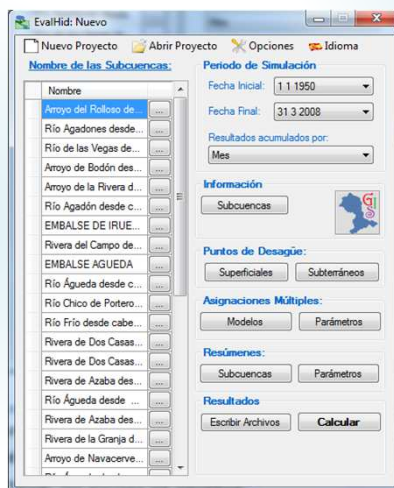 EvalHid: Nuevo
Nuevo Proyecto Abrir Proyecto Opciones Idioma
Nombre de las Subcuencas:
Nombre
Arroyo del Rolloso de... ...
Río Agadones desde... ...
Río de las Vegas de... ...
Arroyo de Bodón des... ...
Arroyo de la Rivera d... ...
Río Agadón desde c... ...
EMBALSE DE IRUE... ...
Rivera del Campo de... ...
EMBALSE AGUEDA ...
Río Águeda desde c... ...
Río Chico de Portero... ...
Río Frío desde cabe... ...
Rivera de Dos Casas... ...
Rivera de Dos Casas... ...
Rivera de Azaba des... ...
Río Águeda desde ... ...
Rivera de Azaba des... ...
Rivera de la Granja d... ...
Arroyo de Navacerve... ...
Periodo de Simulación
Fecha Inicial: 1 1 1950
Fecha Final: 31 3 2008
Resultados acumulados por:
Mes
Información
Subcuencas
GIS
Puntos de Desagüe:
Superficiales Subterráneos
Asignaciones Múltiples:
Modelos Parámetros
Resúmenes:
Subcuencas Parámetros
Resultados
Escribir Archivos Calcular